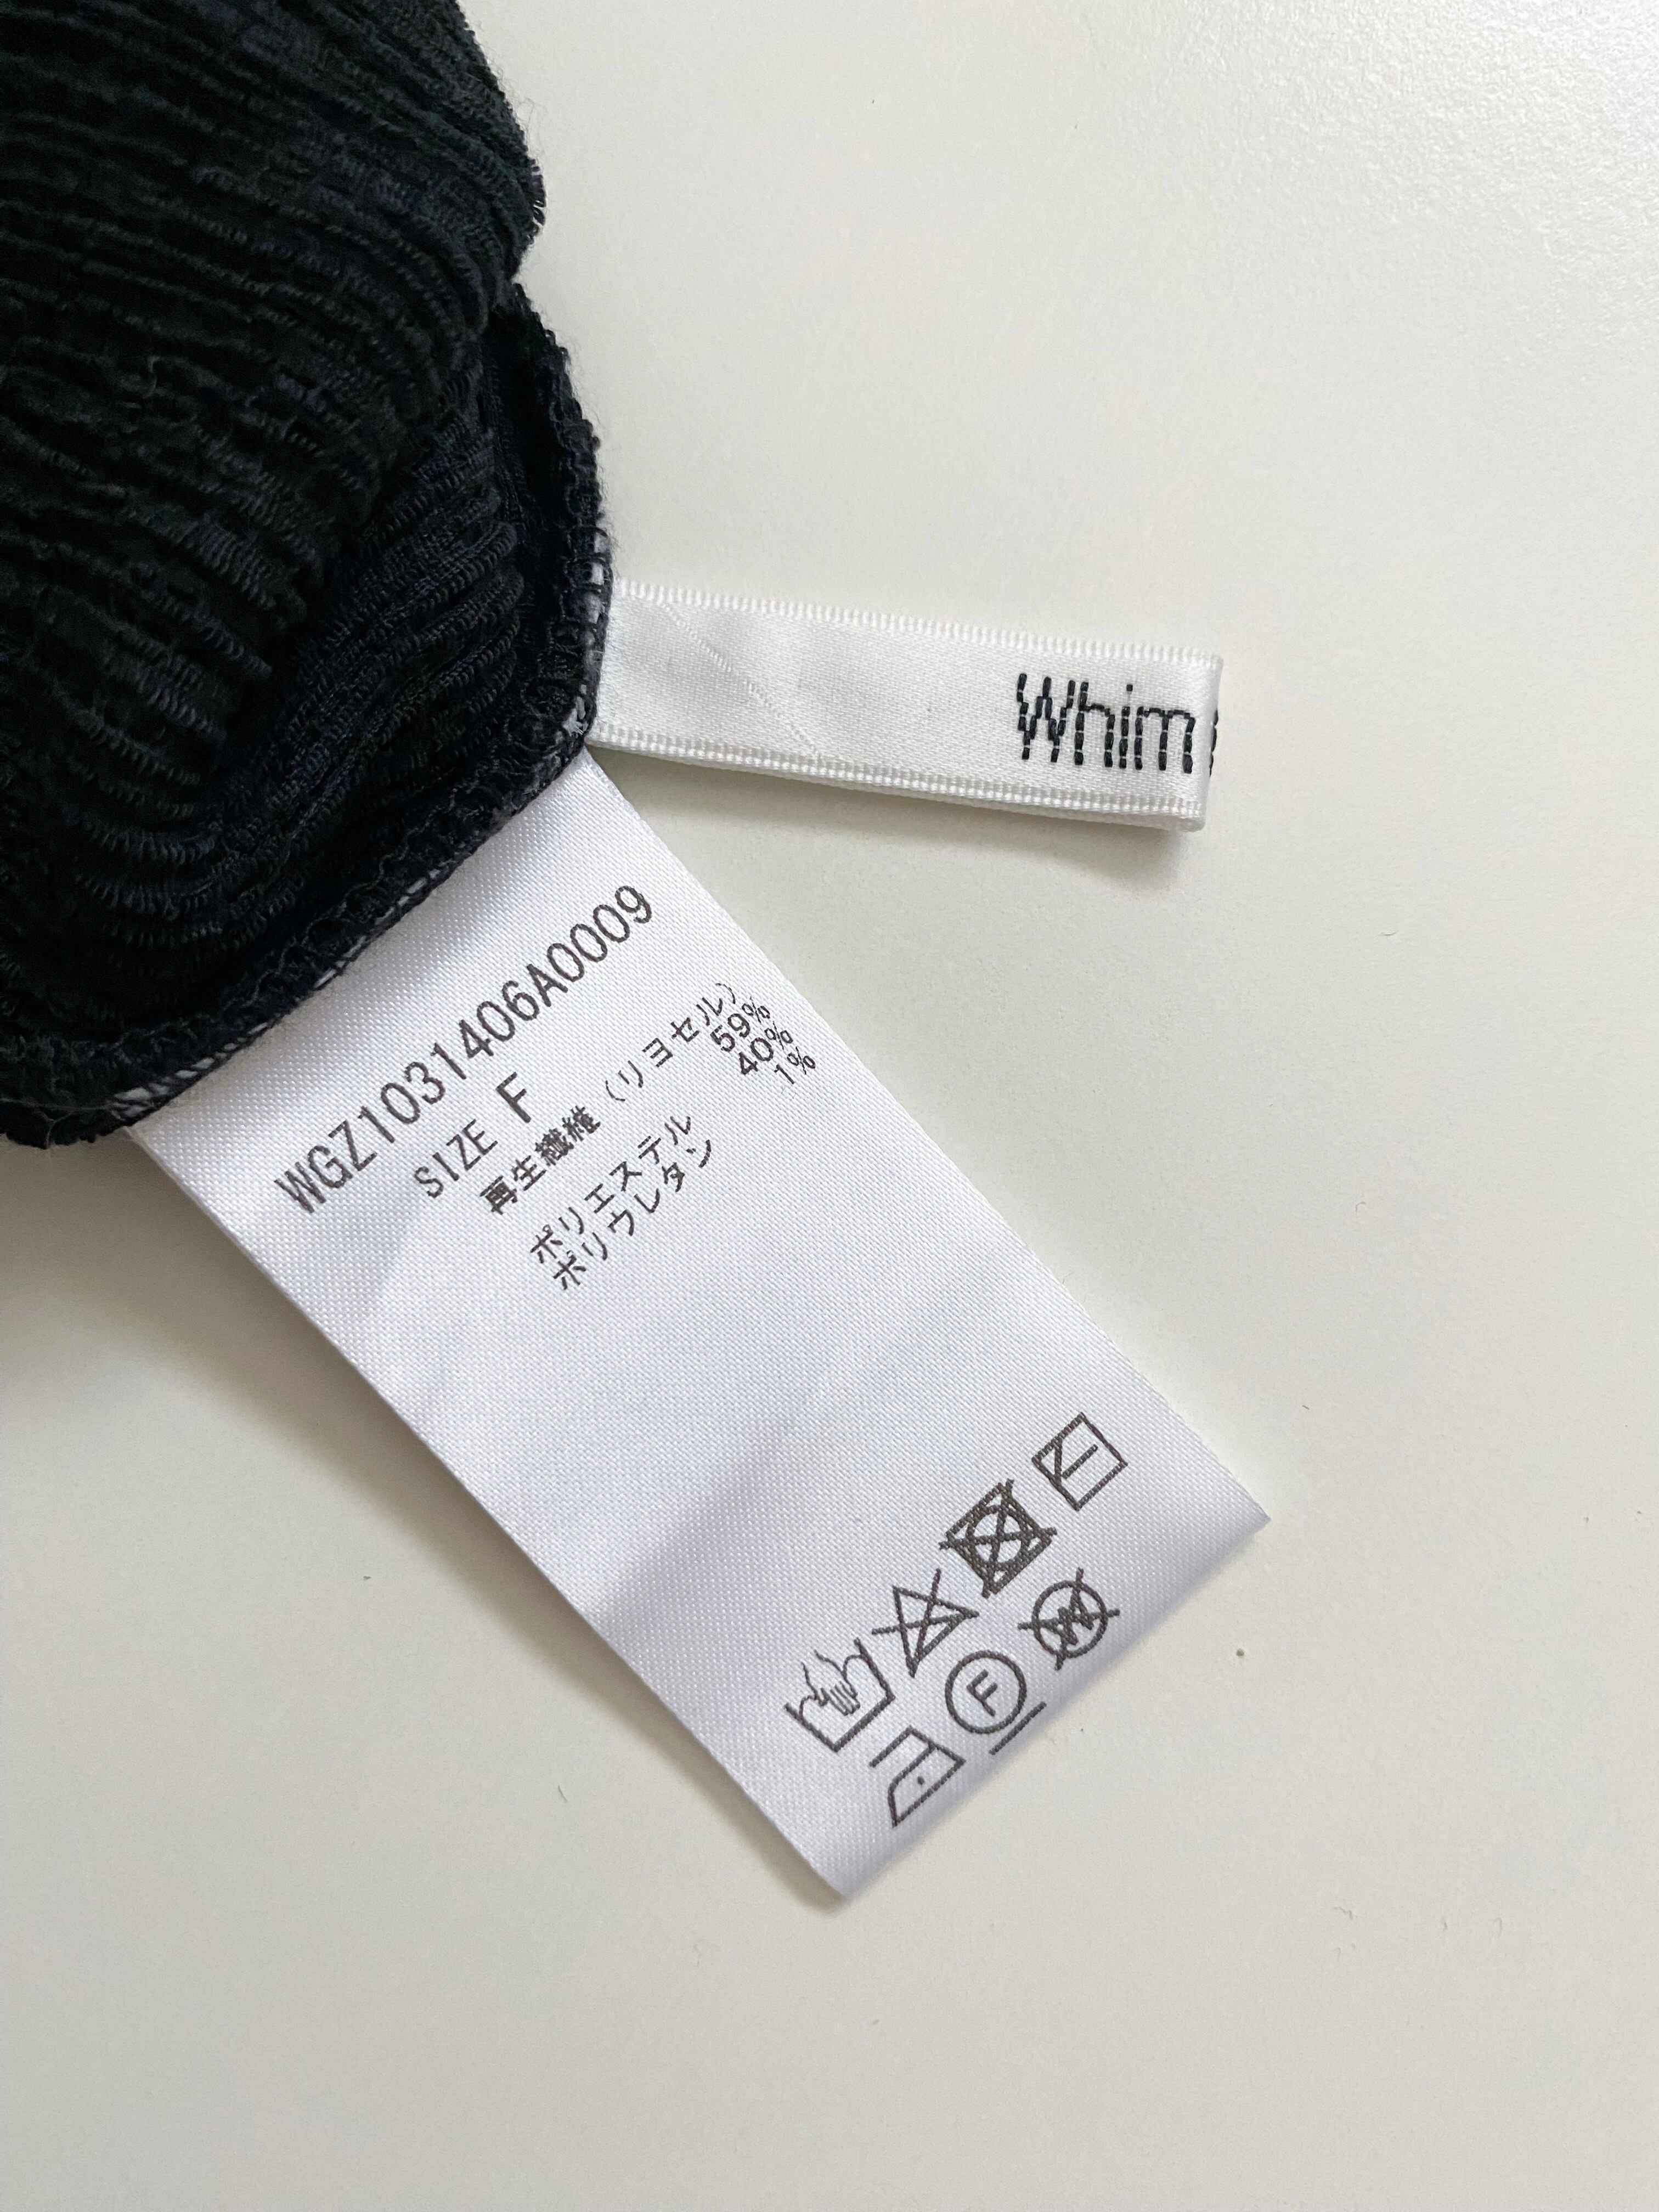 Whim
WGZ1031406A0009
SIZE F
再生繊維（リヨセル）
59%
ポリエステル 40%
ポリウレタン 1%
F
W